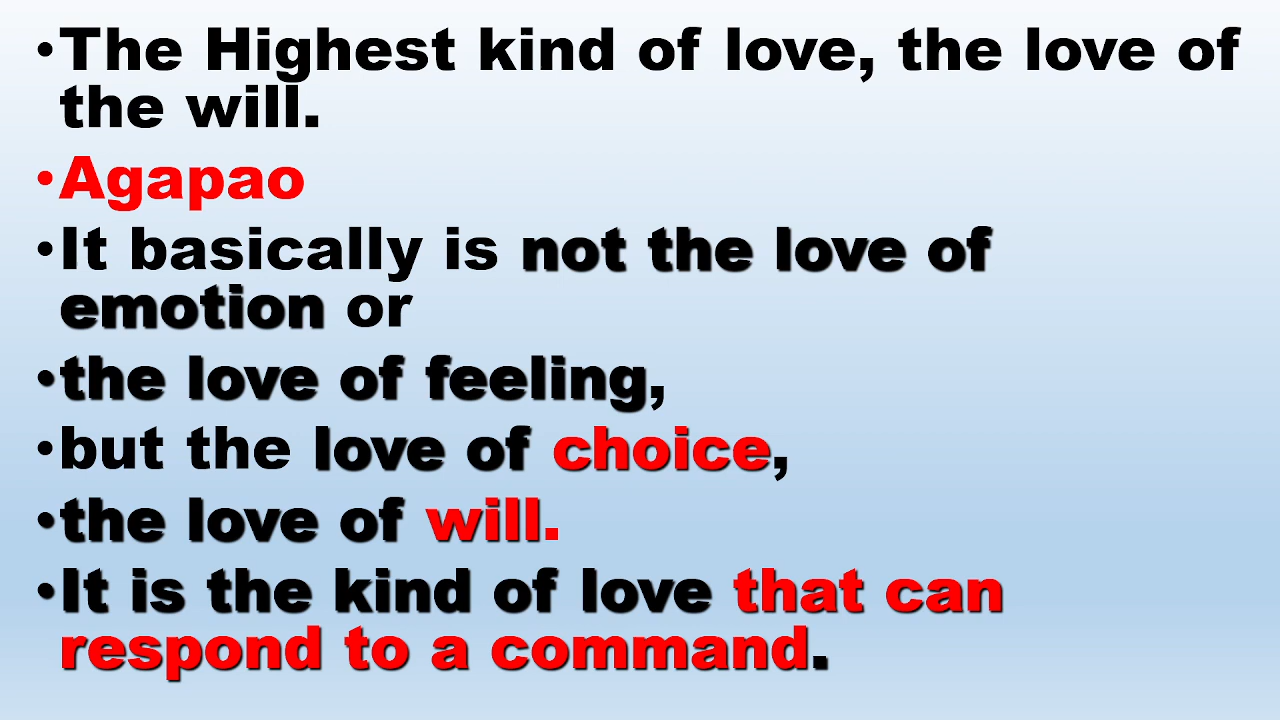 •The Highest kind of love, the love of
the will.
•Agapao
•It basically is not the love of
emotion or
•the love of feeling,
•but the love of choice,
•the love of will.
•It is the kind of love that can
respond to a command.